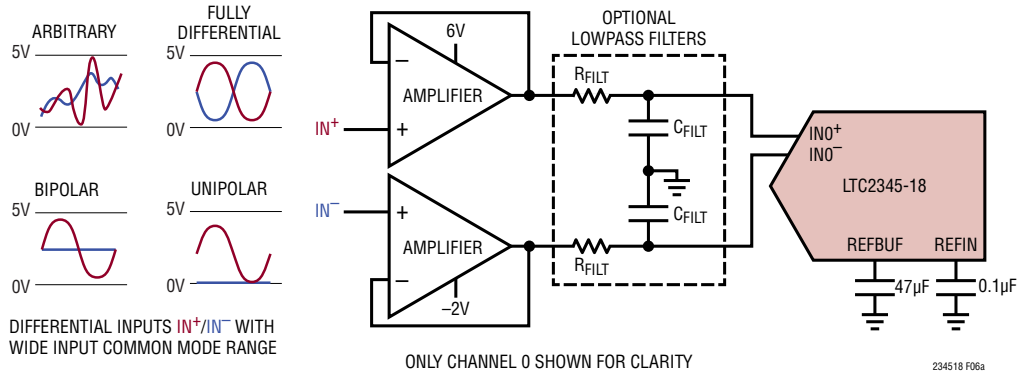 ARBITRARY
5V
0V
FULLY
DIFFERENTIAL
5V
0V
BIPOLAR
5V
0V
UNIPOLAR
5V
0V
DIFFERENTIAL INPUTS IN+/IN− WITH
WIDE INPUT COMMON MODE RANGE
6V
−
AMPLIFIER
+
IN+
IN−
+
AMPLIFIER
−
−2V
OPTIONAL
LOWPASS FILTERS
RFILT
CFILT
CFILT
RFILT
IN0+
IN0−
LTC2345-18
REFBUF
REFIN
47µF
0.1µF
ONLY CHANNEL 0 SHOWN FOR CLARITY
234518 F06a